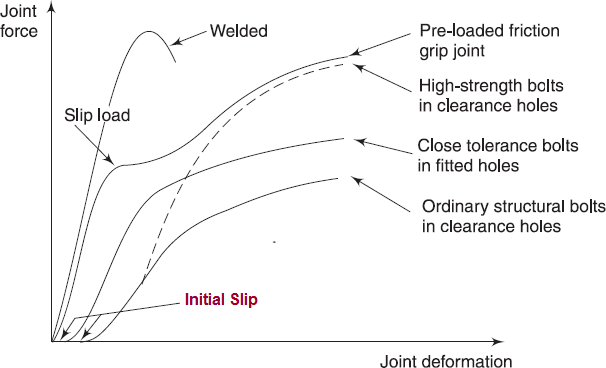 Joint
force
Welded
Pre-loaded friction
grip joint
High-strength bolts
in clearance holes
Slip load
Close tolerance bolts
in fitted holes
Ordinary structural bolts
in clearance holes
Initial Slip
Joint deformation